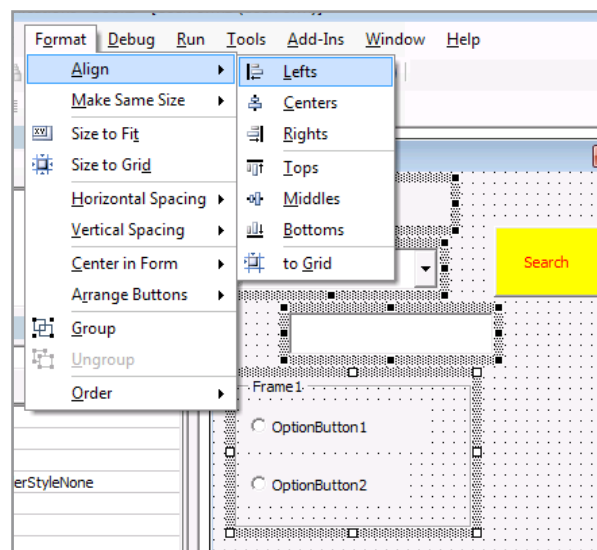 Format Debug Run Tools Add-Ins Window Help
Align
Make Same Size
Size to Fit
Size to Grid
Horizontal Spacing
Vertical Spacing
Center in Form
Arrange Buttons
Group
Ungroup
Order
Lefts
Centers
Rights
Tops
Middles
Bottoms
to Grid
Search
Frame1
OptionButton1
OptionButton2
erStyleNone